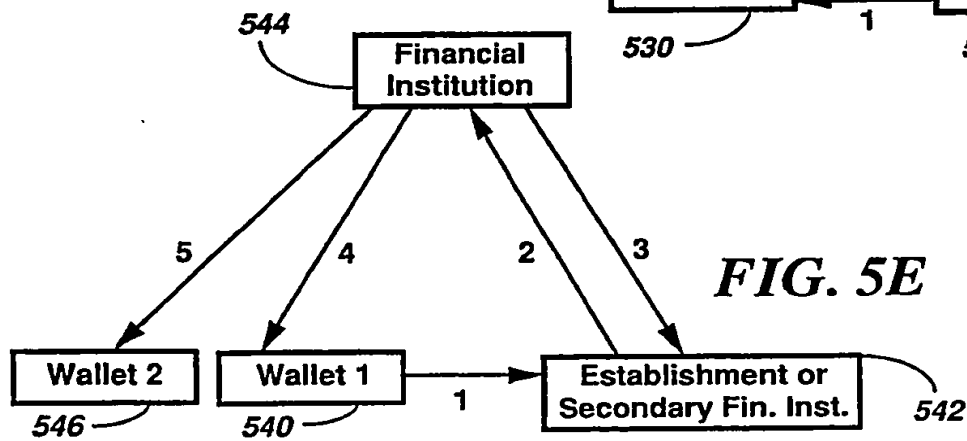 544
530
1
Financial
Institution
5
4
2
3
FIG. 5E
Wallet 2
Wallet 1
1
Establishment or
Secondary Fin. Inst.
546
540
542